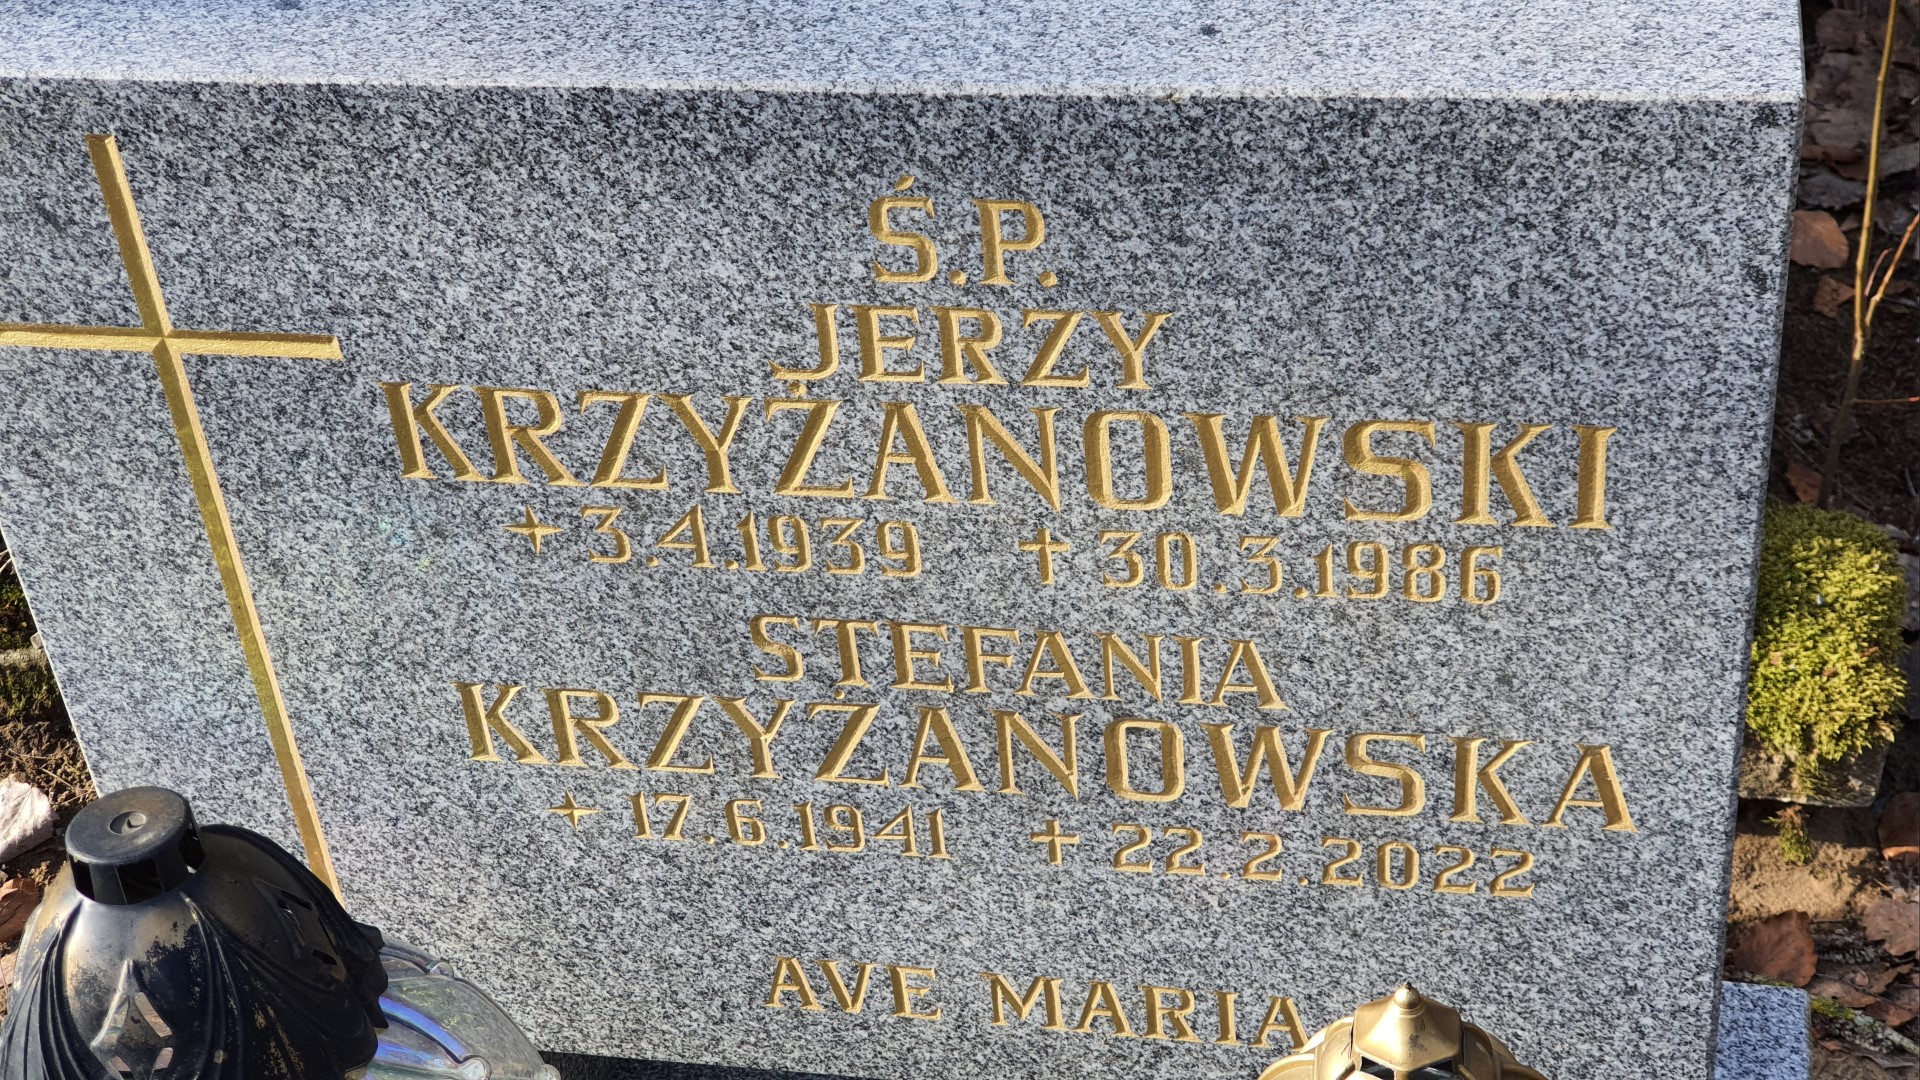 Ś.P.
JERZY
KRZYŻANOWSKI
✦ 3.4.1939 ✝ 30.3.1986
STEFANIA
KRZYŻANOWSKA
✦ 17.6.1941 ✝ 22.2.2022
AVE MARIA